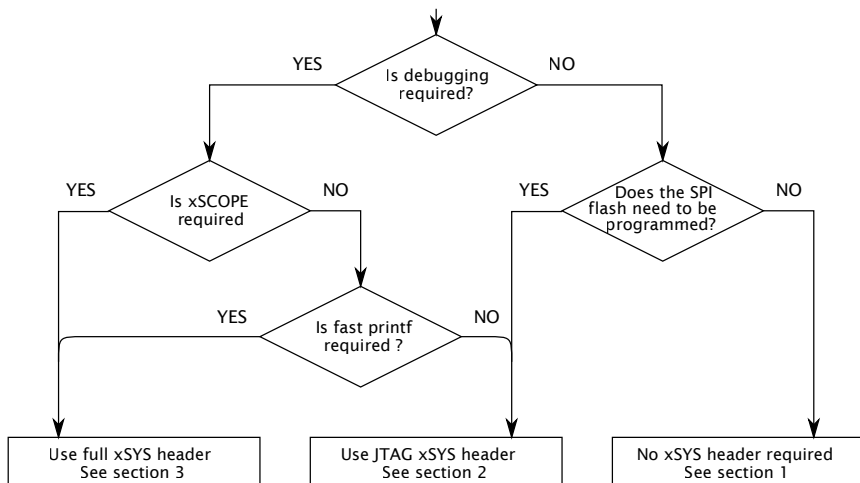 YES
Is debugging
required?
NO
YES
Is xSCOPE
required
NO
YES
Does the SPI
flash need to be
programmed?
NO
YES
Is fast printf
required ?
NO
Use full xSYS header
See section 3
Use JTAG xSYS header
See section 2
No xSYS header required
See section 1